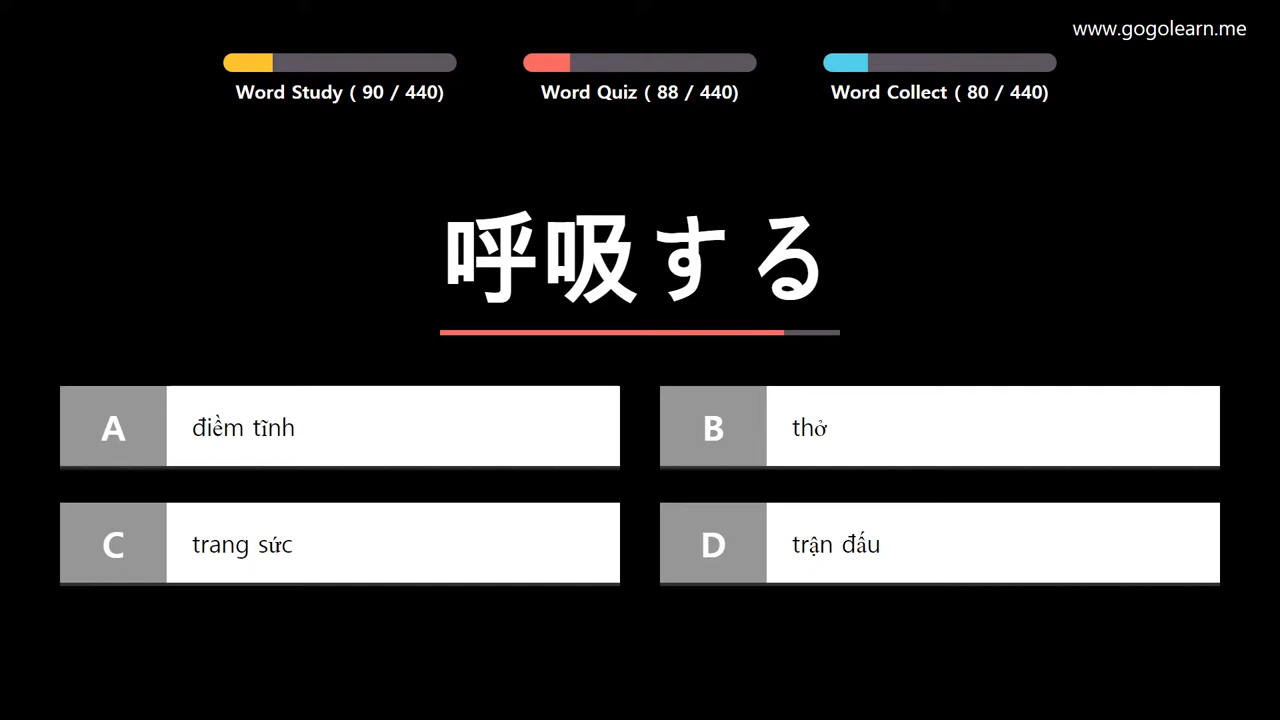 www.gogolearn.me
Word Study ( 90 / 440)
Word Quiz ( 88 / 440)
Word Collect ( 80 / 440)
呼吸する
A điềm tĩnh
B thở
C trang sức
D trận đấu